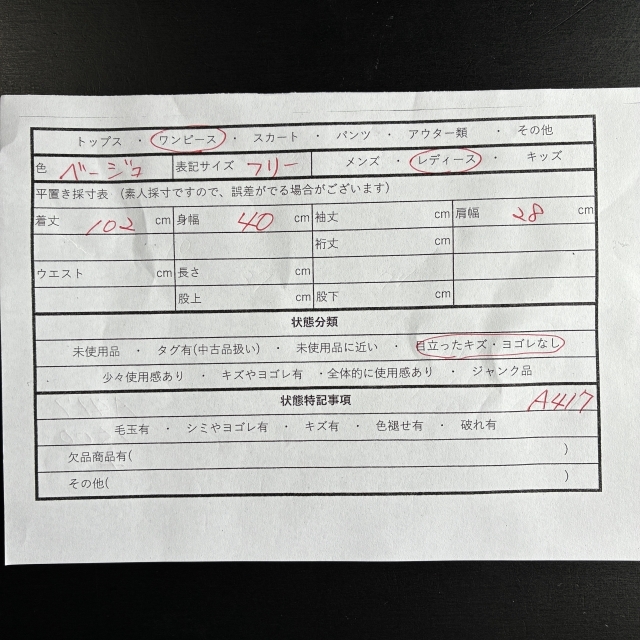 トップス ・ ワンピース ・ スカート ・ パンツ ・ アウター類 ・ その他
色 ベージュ 表記サイズ フリー メンズ ・ レディース ・ キッズ
平置き採寸表 (素人採寸ですので、誤差がでる場合がございます)
着丈 102 cm 身幅 40 cm 袖丈 cm 肩幅 28 cm
裄丈 cm
ウエスト cm 長さ cm
股上 cm 股下 cm
状態分類
未使用品 ・ タグ有(中古品扱い) ・ 未使用品に近い ・ 目立ったキズ・ヨゴレなし
少々使用感あり ・ キズやヨゴレ有 ・全体的に使用感あり ・ ジャンク品
状態特記事項 A417
毛玉有 ・ シミやヨゴレ有 ・ キズ有 ・ 色褪せ有 ・ 破れ有
欠品商品有( )
その他( )